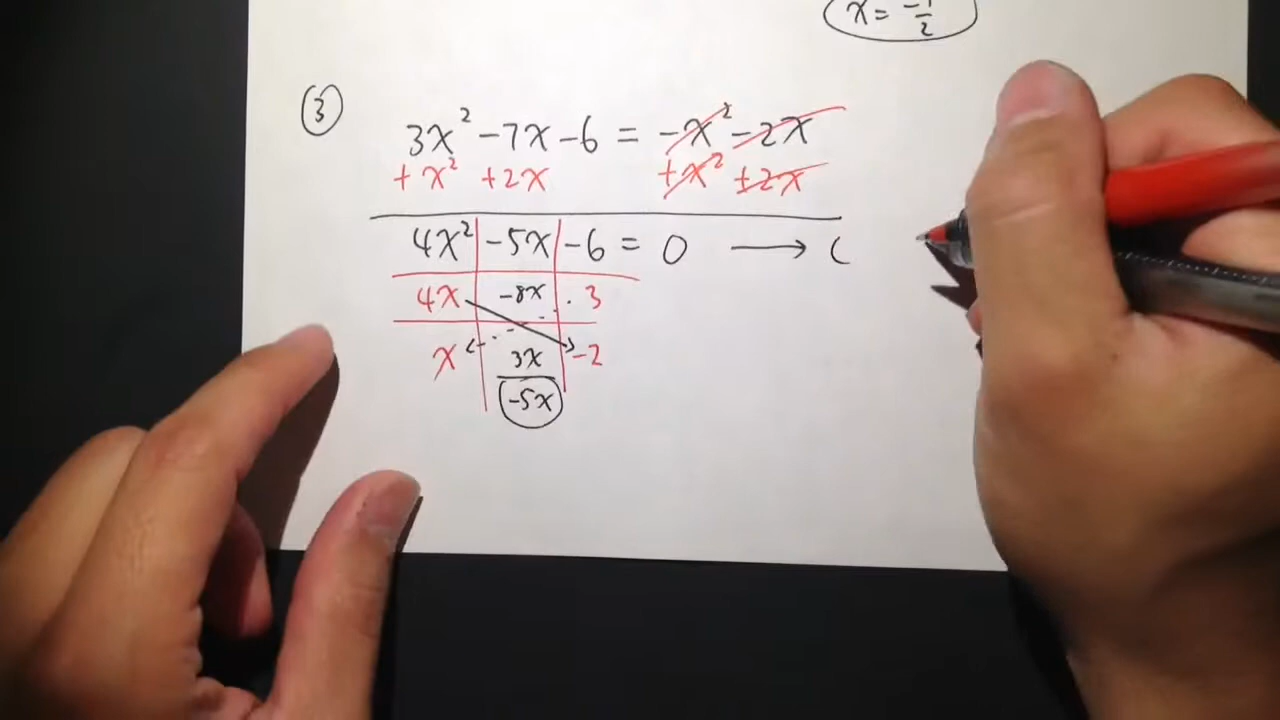 x = -1/2
③ 3x² -7x -6 = -x² -2x
+x² +2x +x² +2x
4x² -5x -6 = 0 → (
4x -8x 3
x 3x -2
-5x